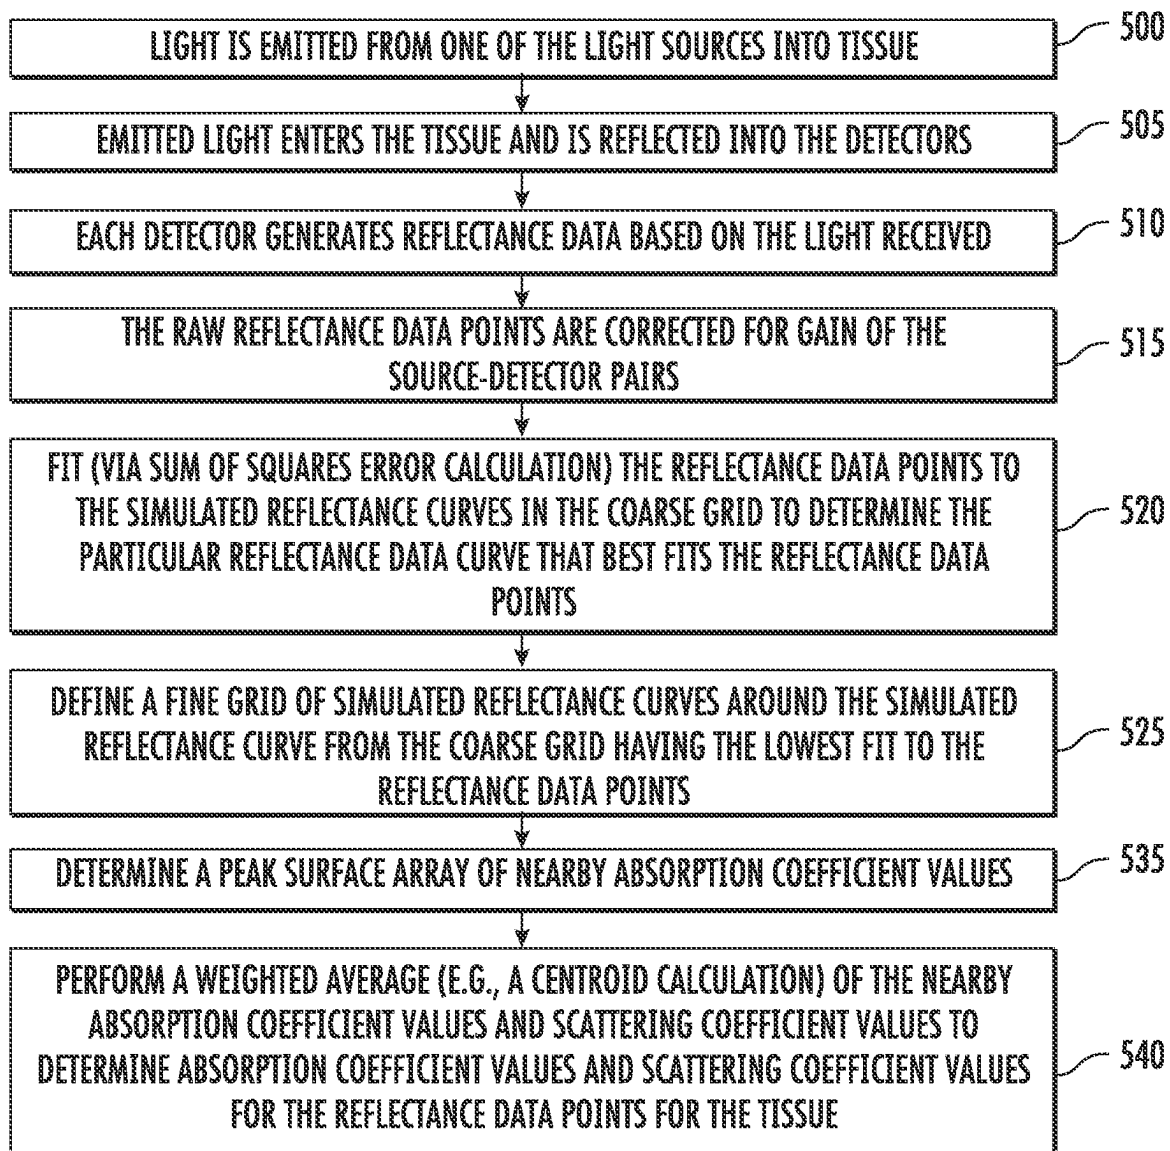 LIGHT IS EMITTED FROM ONE OF THE LIGHT SOURCES INTO TISSUE
500
EMITTED LIGHT ENTERS THE TISSUE AND IS REFLECTED INTO THE DETECTORS
505
EACH DETECTOR GENERATES REFLECTANCE DATA BASED ON THE LIGHT RECEIVED
510
THE RAW REFLECTANCE DATA POINTS ARE CORRECTED FOR GAIN OF THE
SOURCE-DETECTOR PAIRS
515
FIT (VIA SUM OF SQUARES ERROR CALCULATION) THE REFLECTANCE DATA POINTS TO
THE SIMULATED REFLECTANCE CURVES IN THE COARSE GRID TO DETERMINE THE
PARTICULAR REFLECTANCE DATA CURVE THAT BEST FITS THE REFLECTANCE DATA
POINTS
520
DEFINE A FINE GRID OF SIMULATED REFLECTANCE CURVES AROUND THE SIMULATED
REFLECTANCE CURVE FROM THE COARSE GRID HAVING THE LOWEST FIT TO THE
REFLECTANCE DATA POINTS
525
DETERMINE A PEAK SURFACE ARRAY OF NEARBY ABSORPTION COEFFICIENT VALUES
535
PERFORM A WEIGHTED AVERAGE (E.G., A CENTROID CALCULATION) OF THE NEARBY
ABSORPTION COEFFICIENT VALUES AND SCATTERING COEFFICIENT VALUES TO
DETERMINE ABSORPTION COEFFICIENT VALUES AND SCATTERING COEFFICIENT VALUES
FOR THE REFLECTANCE DATA POINTS FOR THE TISSUE
540